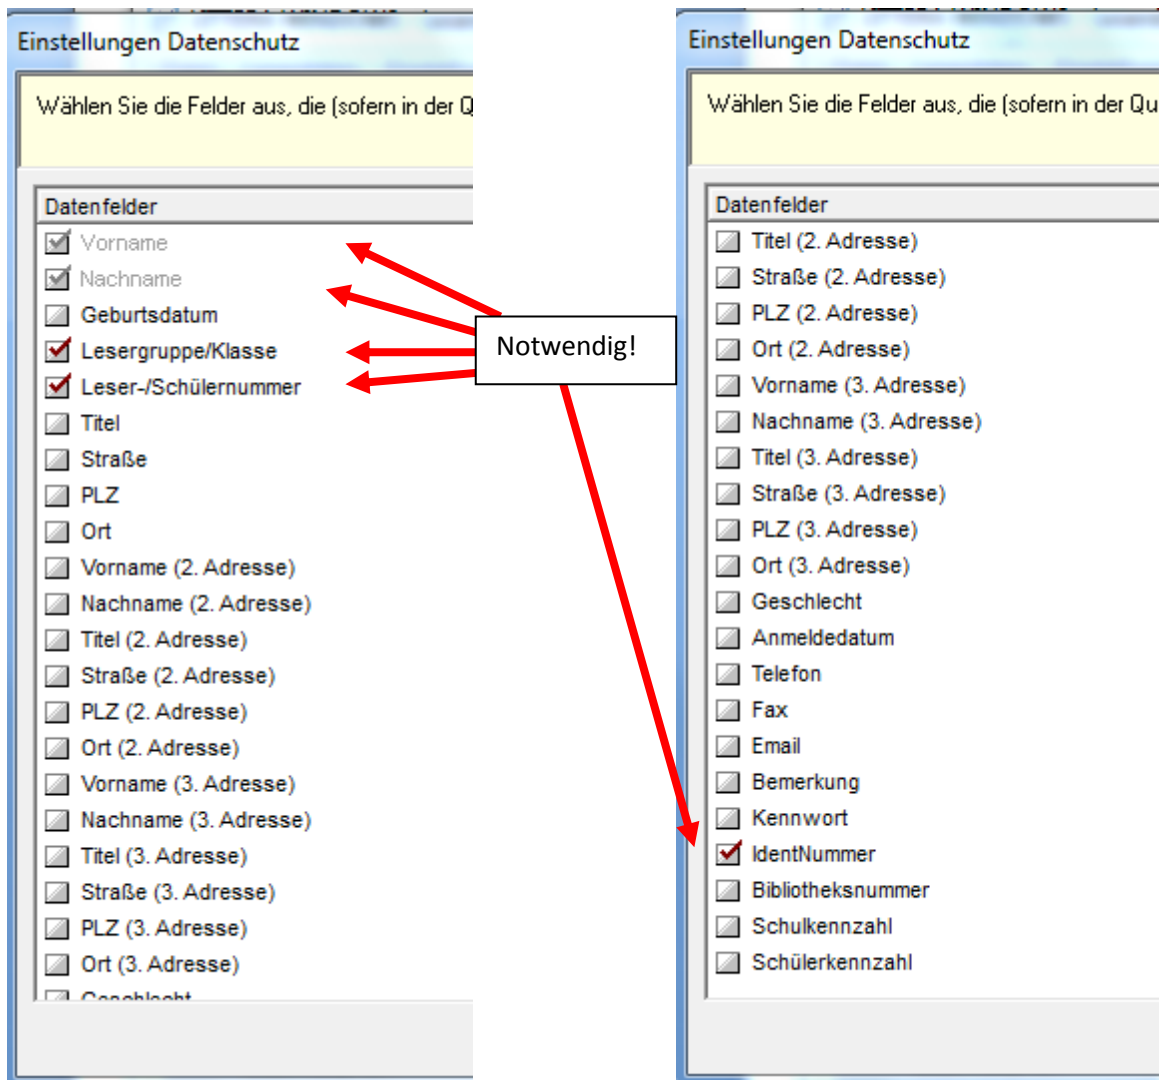 Einstellungen Datenschutz
Wählen Sie die Felder aus, die (sofern in der Q
Datenfelder
Vorname
Nachname
Geburtsdatum
Lesergruppe/Klasse
Leser-/Schülernummer
Titel
Straße
PLZ
Ort
Vorname (2. Adresse)
Nachname (2. Adresse)
Titel (2. Adresse)
Straße (2. Adresse)
PLZ (2. Adresse)
Ort (2. Adresse)
Vorname (3. Adresse)
Nachname (3. Adresse)
Titel (3. Adresse)
Straße (3. Adresse)
PLZ (3. Adresse)
Ort (3. Adresse)
Geschlecht
Notwendig!
Einstellungen Datenschutz
Wählen Sie die Felder aus, die (sofern in der Qu
Datenfelder
Titel (2. Adresse)
Straße (2. Adresse)
PLZ (2. Adresse)
Ort (2. Adresse)
Vorname (3. Adresse)
Nachname (3. Adresse)
Titel (3. Adresse)
Straße (3. Adresse)
PLZ (3. Adresse)
Ort (3. Adresse)
Geschlecht
Anmeldedatum
Telefon
Fax
Email
Bemerkung
Kennwort
IdentNummer
Bibliotheksnummer
Schulkennzahl
Schülerkennzahl